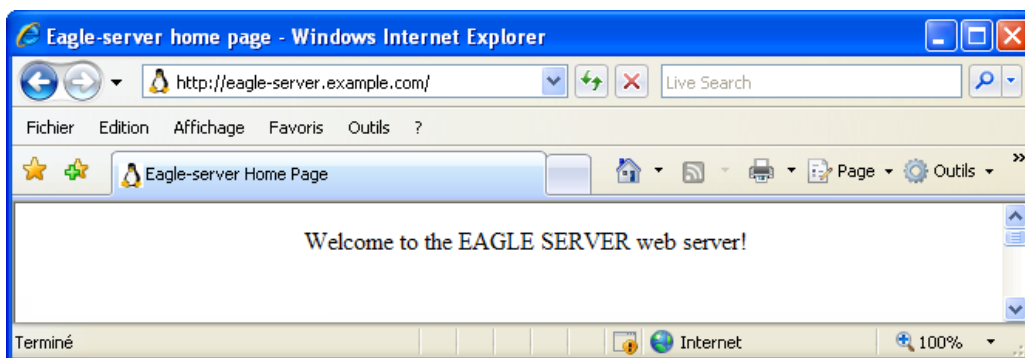 Eagle-server home page - Windows Internet Explorer
http://eagle-server.example.com/ Live Search
Fichier Edition Affichage Favoris Outils ?
Eagle-server Home Page Page Outils »
Welcome to the EAGLE SERVER web server!
Terminé Internet 100%